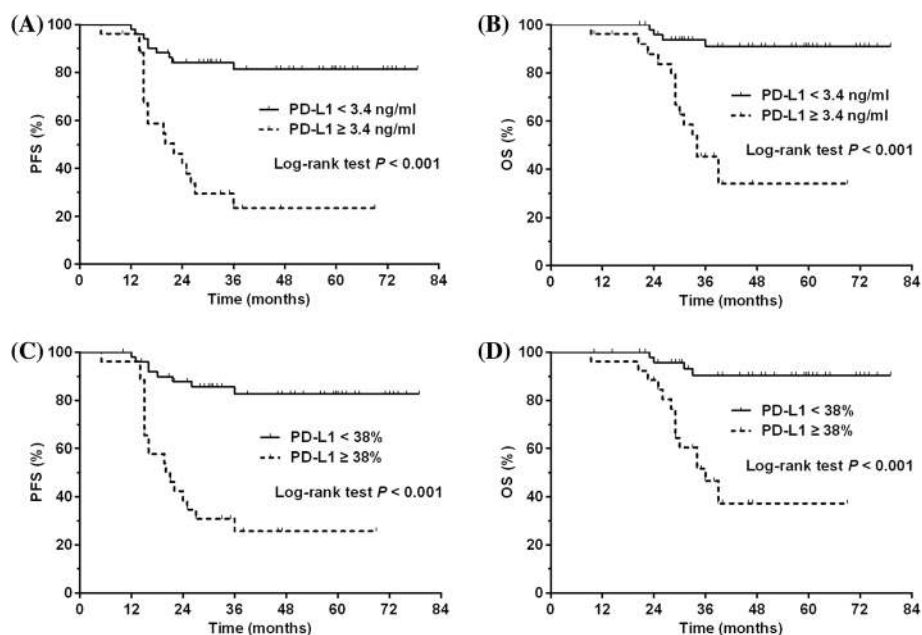 (A)
100
80
60
40
20
0
PFS (%)
PD-L1 < 3.4 ng/ml
PD-L1 ≥ 3.4 ng/ml
Log-rank test P < 0.001
0 12 24 36 48 60 72 84
Time (months)
(B)
100
80
60
40
20
0
OS (%)
PD-L1 < 3.4 ng/ml
PD-L1 ≥ 3.4 ng/ml
Log-rank test P < 0.001
0 12 24 36 48 60 72 84
Time (months)
(C)
100
80
60
40
20
0
PFS (%)
PD-L1 < 38%
PD-L1 ≥ 38%
Log-rank test P < 0.001
0 12 24 36 48 60 72 84
Time (months)
(D)
100
80
60
40
20
0
OS (%)
PD-L1 < 38%
PD-L1 ≥ 38%
Log-rank test P < 0.001
0 12 24 36 48 60 72 84
Time (months)